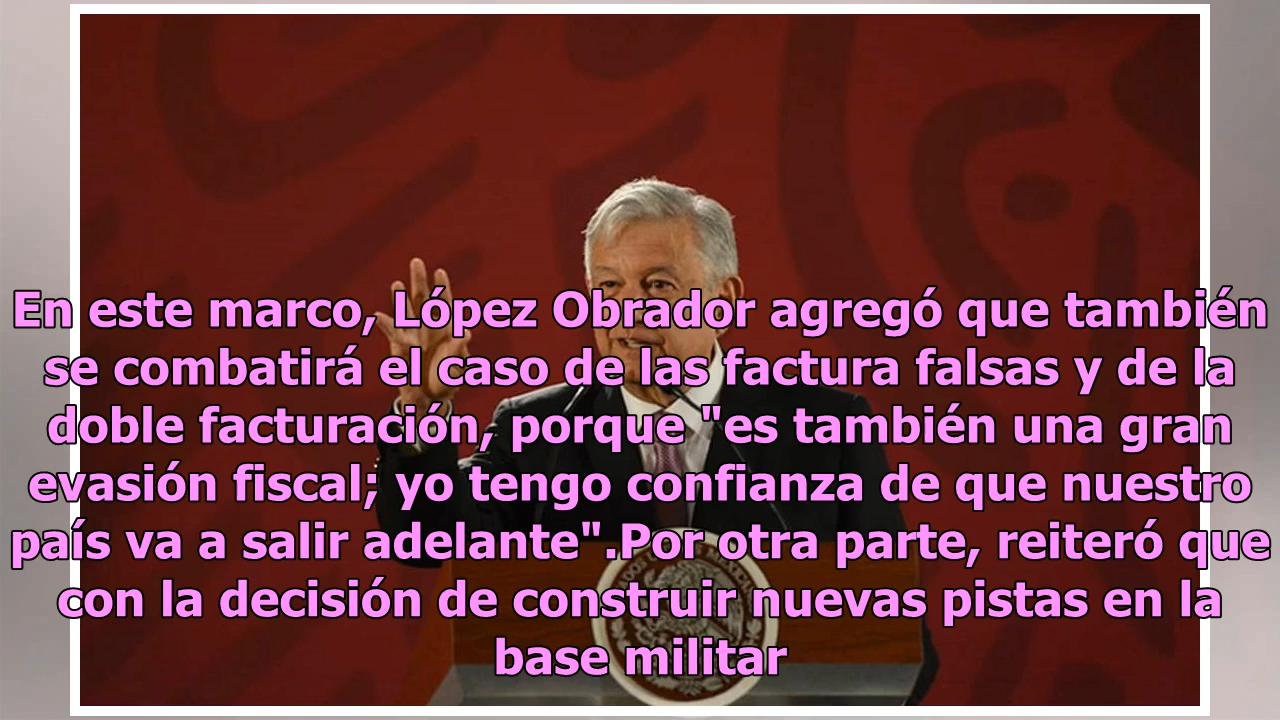 En este marco, López Obrador agregó que también
se combatirá el caso de las factura falsas y de la
doble facturación, porque "es también una gran
evasión fiscal; yo tengo confianza de que nuestro
país va a salir adelante".Por otra parte, reiteró que
con la decisión de construir nuevas pistas en la
base militar